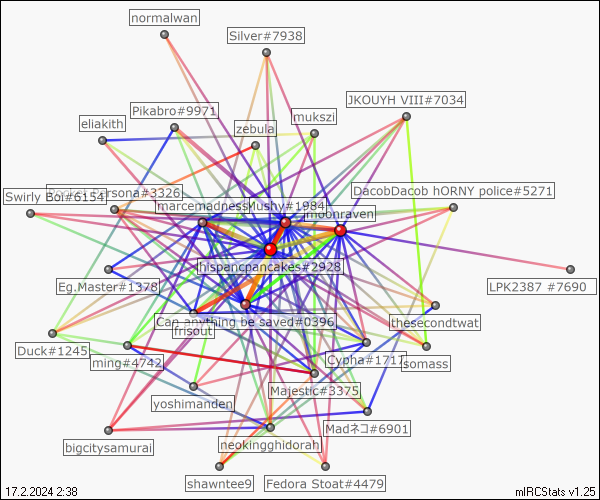 normalwan
Silver#7938
JKOUYH VIII#7034
Pikabro#9971
mukszi
eliakith
zebula
Swirly Boi#6154
ersona#3326
DacobDacob hORNY police#5271
marcemadness
Mushy#1984
moonraven
hispancpancakes#2928
Eg.Master#1378
LPK2387 #7690
Can anything be saved#0396
thesecondtwat
frisout
Duck#1245
ming#4742
Cypha#1717
somass
Majestic#3375
yoshimanden
Madネコ#6901
bigcitysamurai
neokingghidorah
shawntee9
Fedora Stoat#4479
17.2.2024 2:38
mIRCStats v1.25